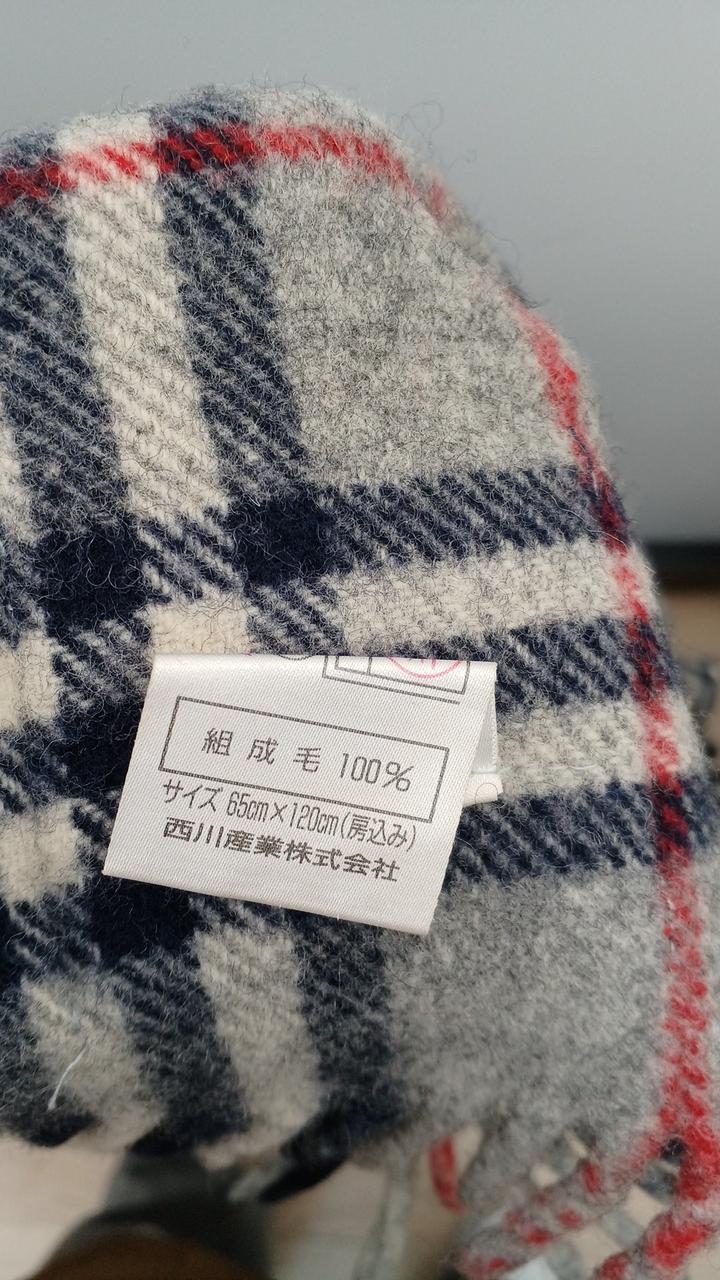 組成毛 100%
サイズ 65cm×120cm(房込み)
西川産業株式会社